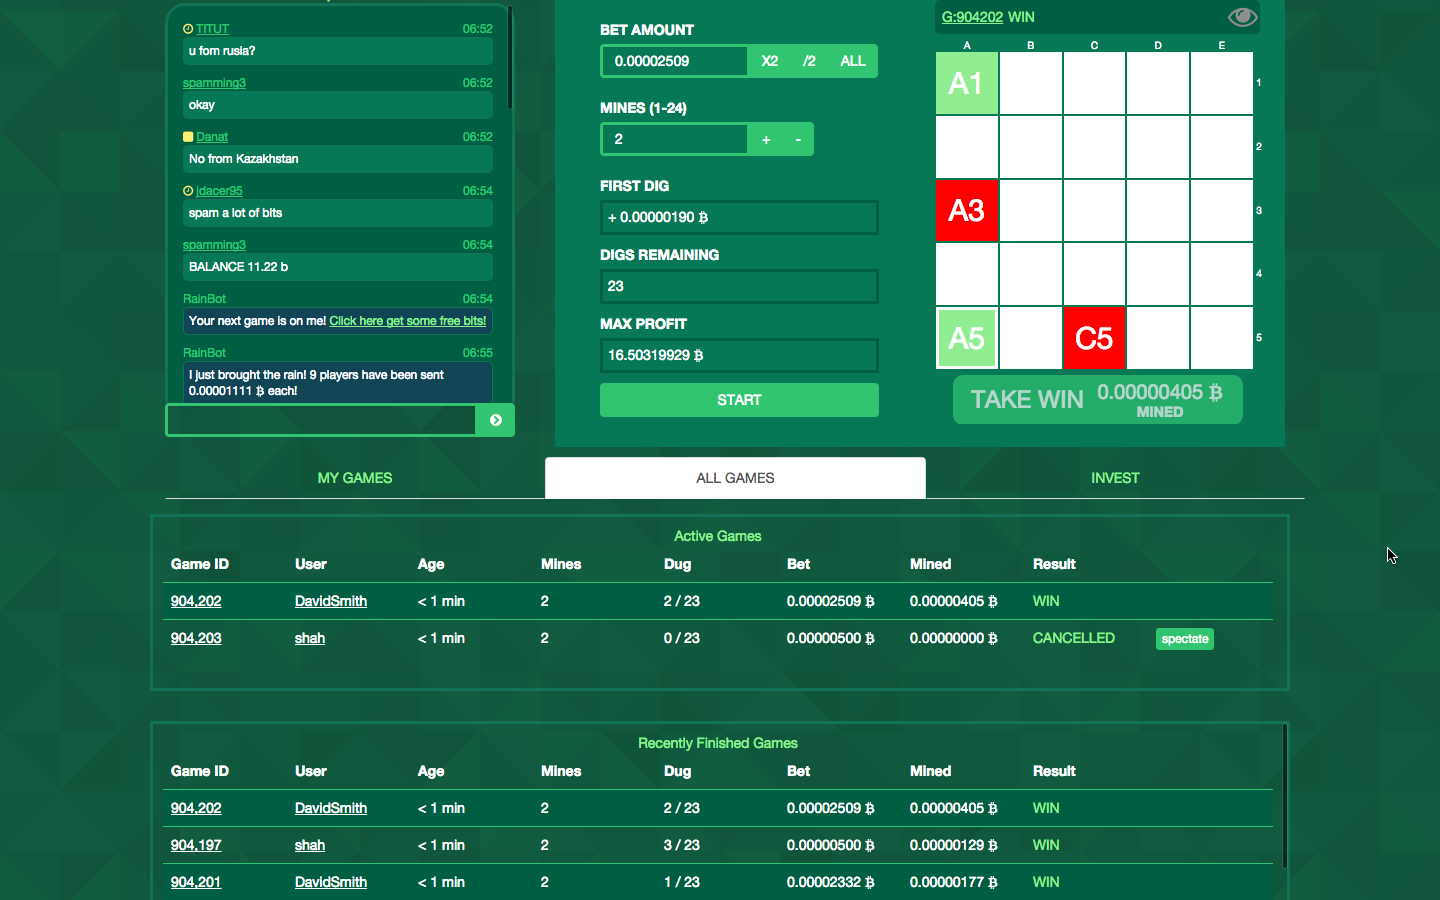 TITUT 06:52
u fom rusia?
spamming3 06:52
okay
Danat 06:52
No from Kazakhstan
jdacer95 06:54
spam a lot of bits
spamming3 06:54
BALANCE 11.22 b
RainBot 06:54
Your next game is on me! Click here get some free bits!
RainBot 06:55
I just brought the rain! 9 players have been sent
0.00001111 ₿ each!
BET AMOUNT
0.00002509 X2 /2 ALL
MINES (1-24)
2 + -
FIRST DIG
+ 0.00000190 ₿
DIGS REMAINING
23
MAX PROFIT
16.50319929 ₿
START
G:904202 WIN
A B C D E
A1 1
2
A3 3
4
A5 C5 5
TAKE WIN 0.00000405 ₿
MINED
MY GAMES ALL GAMES INVEST
Active Games
Game ID User Age Mines Dug Bet Mined Result
904,202 DavidSmith < 1 min 2 2 / 23 0.00002509 ₿ 0.00000405 ₿ WIN
904,203 shah < 1 min 2 0 / 23 0.00000500 ₿ 0.00000000 ₿ CANCELLED spectate
Recently Finished Games
Game ID User Age Mines Dug Bet Mined Result
904,202 DavidSmith < 1 min 2 2 / 23 0.00002509 ₿ 0.00000405 ₿ WIN
904,197 shah < 1 min 2 3 / 23 0.00000500 ₿ 0.00000129 ₿ WIN
904,201 DavidSmith < 1 min 2 1 / 23 0.00002332 ₿ 0.00000177 ₿ WIN